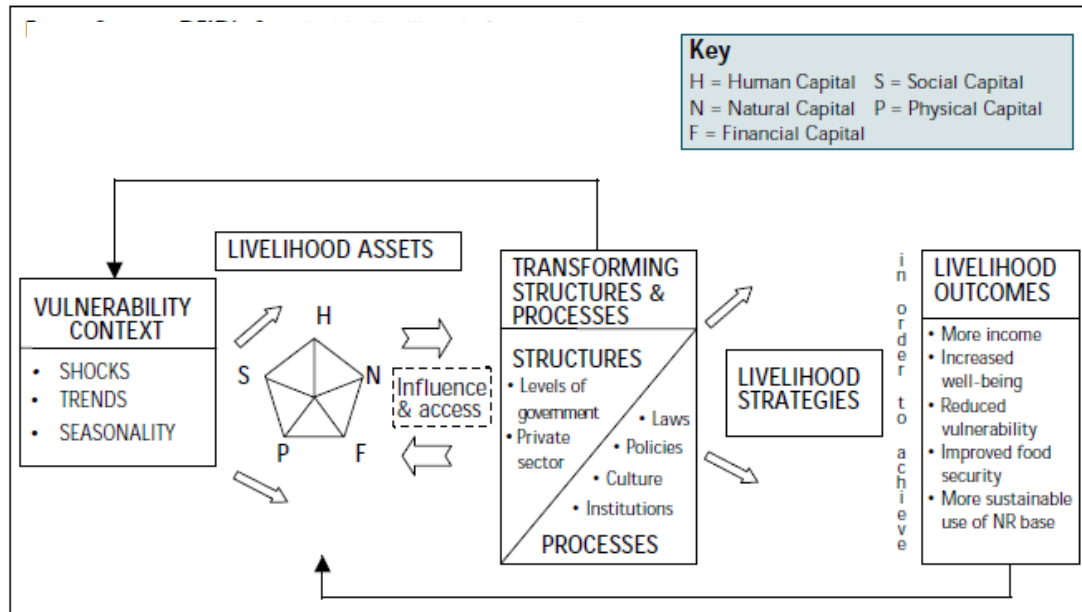 Key
H = Human Capital S = Social Capital
N = Natural Capital P = Physical Capital
F = Financial Capital
LIVELIHOOD ASSETS
VULNERABILITY
CONTEXT
• SHOCKS
• TRENDS
• SEASONALITY
H
S
N
P
F
Influence
& access
TRANSFORMING
STRUCTURES &
PROCESSES
STRUCTURES
• Levels of
government
• Private
sector
• Laws
• Policies
• Culture
• Institutions
PROCESSES
LIVELIHOOD
STRATEGIES
in order to achieve
LIVELIHOOD
OUTCOMES
• More income
• Increased
well-being
• Reduced
vulnerability
• Improved food
security
• More sustainable
use of NR base